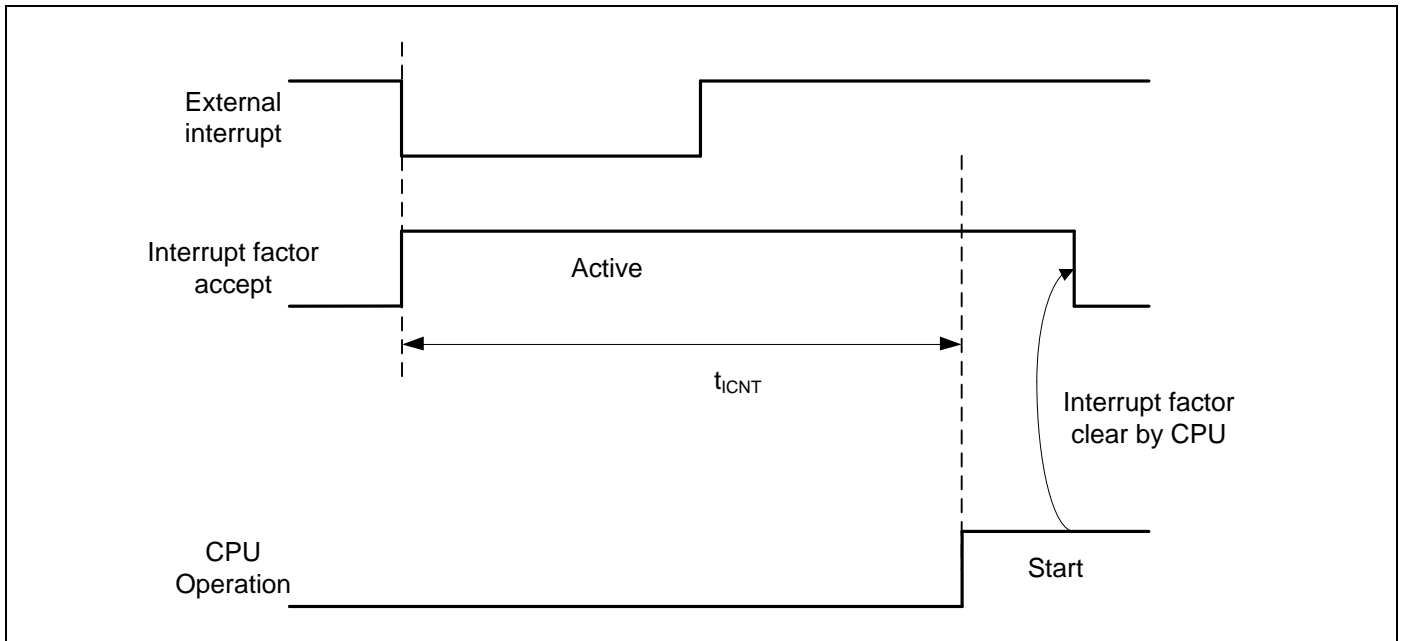 External
interrupt
Interrupt factor
accept
Active
tICNT
Interrupt factor
clear by CPU
CPU
Operation
Start